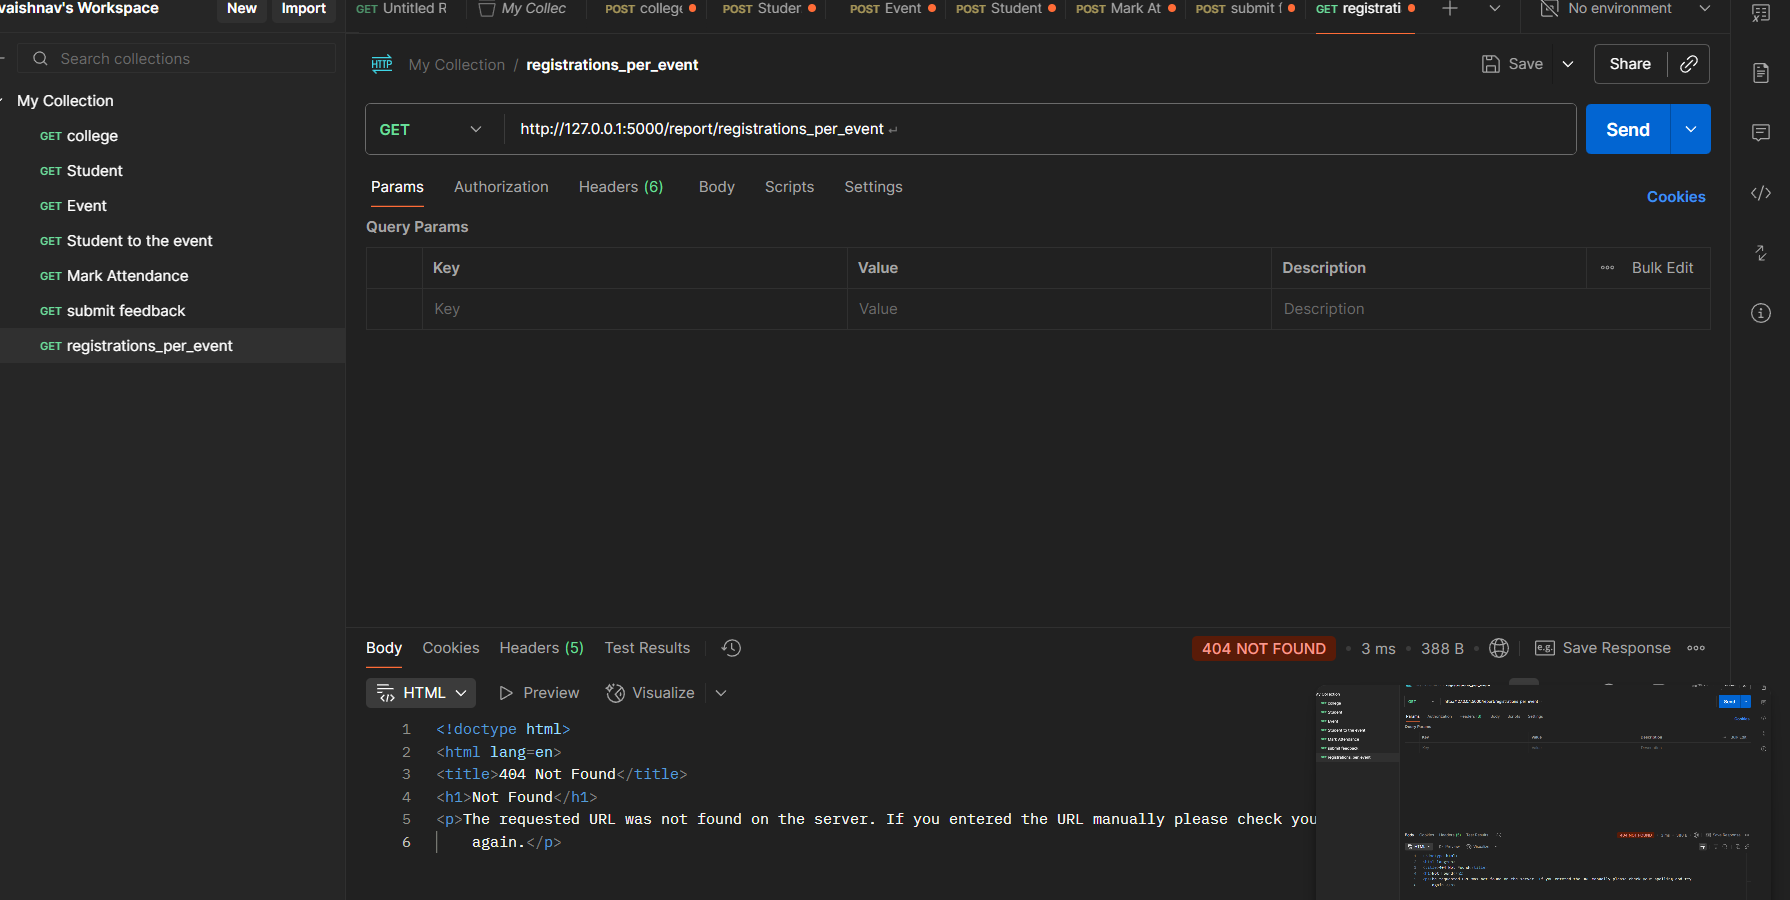 vaishnav's Workspace
New
Import
GET Untitled R
My Collec
POST colleg
POST Studer
POST Event
POST Student
POST Mark At
POST submit f
GET registrati
No environment
Search collections
My Collection
GET college
GET Student
GET Event
GET Student to the event
GET Mark Attendance
GET submit feedback
GET registrations_per_event
HTTP My Collection / registrations_per_event
Save
Share
GET
http://127.0.0.1:5000/report/registrations_per_event
Send
Params
Authorization
Headers (6)
Body
Scripts
Settings
Cookies
Query Params
Key
Value
Description
Bulk Edit
Key
Value
Description
Body
Cookies
Headers (5)
Test Results
404 NOT FOUND
3 ms
388 B
e.g. Save Response
HTML
Preview
Visualize
1 <!doctype html>
2 <html lang=en>
3 <title>404 Not Found</title>
4 <h1>Not Found</h1>
5 <p>The requested URL was not found on the server. If you entered the URL manually please check you
6 again.</p>